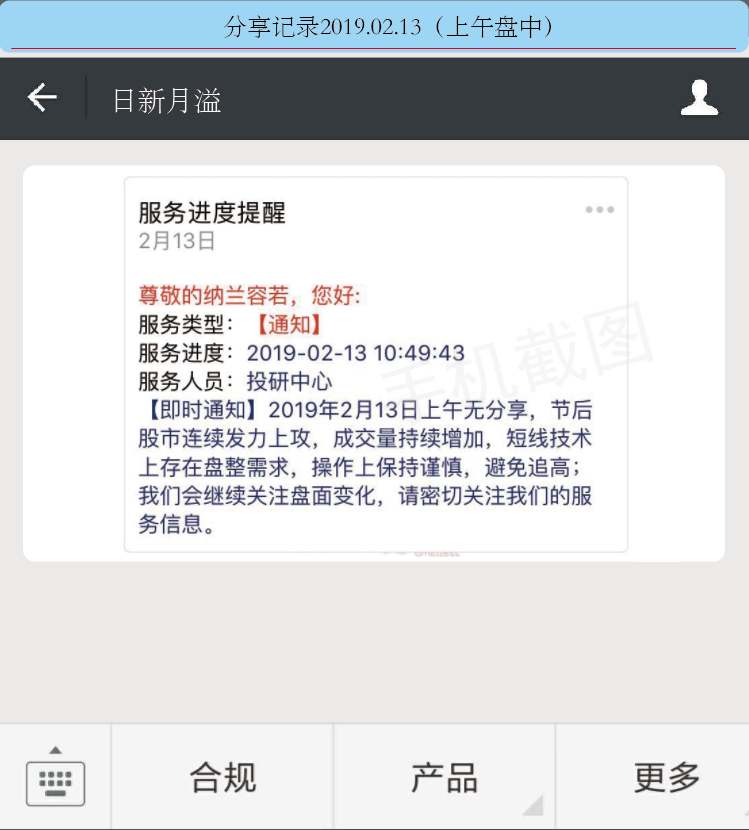 分享记录2019.02.13（上午盘中）
日新月溢
服务进度提醒
2月13日
尊敬的纳兰容若，您好:
服务类型：【通知】
服务进度：2019-02-13 10:49:43
服务人员：投研中心
【即时通知】2019年2月13日上午无分享，节后
股市连续发力上攻，成交量持续增加，短线技术
上存在盘整需求，操作上保持谨慎，避免追高；
我们会继续关注盘面变化，请密切关注我们的服
务信息。
手机截图
合规
产品
更多